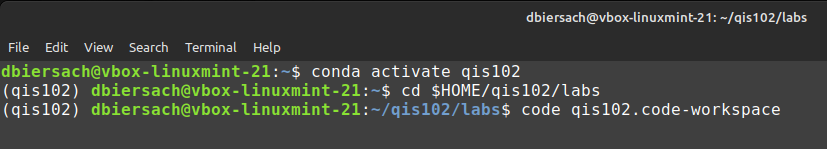 dbiersach@vbox-linuxmint-21: ~/qis102/labs
File Edit View Search Terminal Help
dbiersach@vbox-linuxmint-21:~$ conda activate qis102
(qis102) dbiersach@vbox-linuxmint-21:~$ cd $HOME/qis102/labs
(qis102) dbiersach@vbox-linuxmint-21:~/qis102/labs$ code qis102.code-workspace